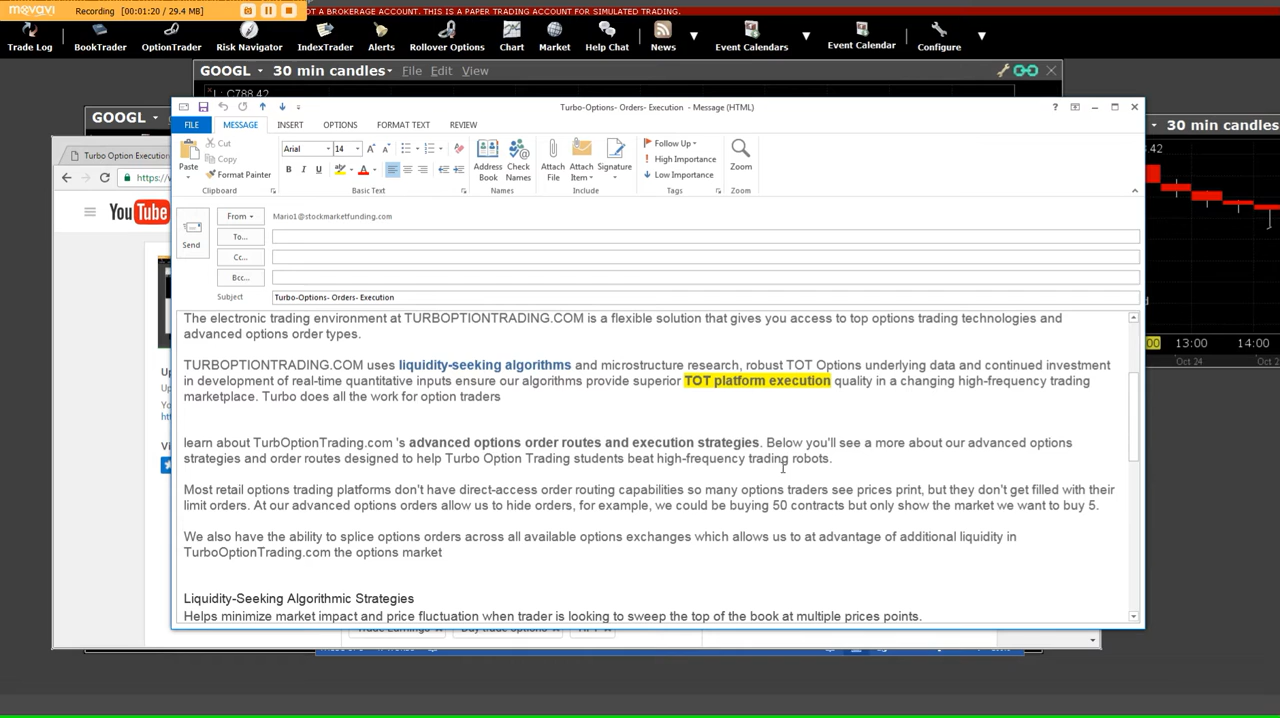 movavi Recording [00:01:20 / 29.4 MB] OT A BROKERAGE ACCOUNT. THIS IS A PAPER TRADING ACCOUNT FOR SIMULATED TRADING.
Trade Log BookTrader OptionTrader Risk Navigator IndexTrader Alerts Rollover Options Chart Market Help Chat News Event Calendars Event Calendar Configure
GOOGL 30 min candles File Edit View
L: C788.42
Turbo-Options- Orders- Execution - Message (HTML)
GOOGL
30 min candles
FILE MESSAGE INSERT OPTIONS FORMAT TEXT REVIEW
Turbo Option Execution
https://w
YouTube
Paste Cut Copy Format Painter
Arial 14
B I U
Address Book Check Names
Attach File Attach Item Signature
Follow Up High Importance Low Importance
Zoom
Clipboard Basic Text Names Include Tags Zoom
Send
From Mario1@stockmarketfunding.com
To...
Cc...
Bcc...
Subject Turbo-Options- Orders- Execution
The electronic trading environment at TURBOPTIONTRADING.COM is a flexible solution that gives you access to top options trading technologies and
advanced options order types.
TURBOPTIONTRADING.COM uses liquidity-seeking algorithms and microstructure research, robust TOT Options underlying data and continued investment
in development of real-time quantitative inputs ensure our algorithms provide superior TOT platform execution quality in a changing high-frequency trading
marketplace. Turbo does all the work for option traders
learn about TurbOptionTrading.com 's advanced options order routes and execution strategies. Below you'll see a more about our advanced options
strategies and order routes designed to help Turbo Option Trading students beat high-frequency trading robots.
Most retail options trading platforms don't have direct-access order routing capabilities so many options traders see prices print, but they don't get filled with their
limit orders. At our advanced options orders allow us to hide orders, for example, we could be buying 50 contracts but only show the market we want to buy 5.
We also have the ability to splice options orders across all available options exchanges which allows us to at advantage of additional liquidity in
TurboOptionTrading.com the options market
Liquidity-Seeking Algorithmic Strategies
Helps minimize market impact and price fluctuation when trader is looking to sweep the top of the book at multiple prices points.
13:00 14:00
Oct 24 Oct